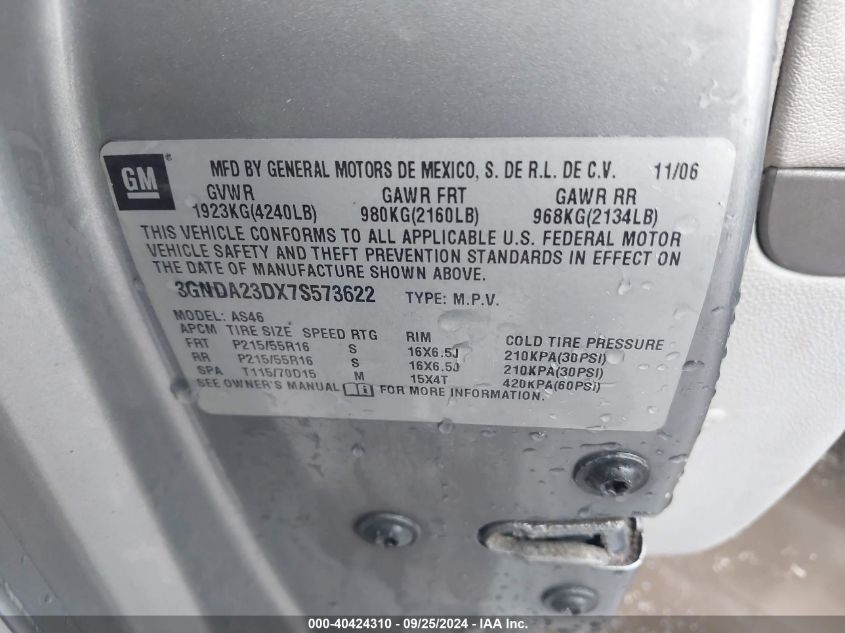 GM ® MFD BY GENERAL MOTORS DE MEXICO, S. DE R.L. DE C.V. 11/06
GVWR GAWR FRT GAWR RR
1923KG(4240LB) 980KG(2160LB) 968KG(2134LB)
THIS VEHICLE CONFORMS TO ALL APPLICABLE U.S. FEDERAL MOTOR
VEHICLE SAFETY AND THEFT PREVENTION STANDARDS IN EFFECT ON
THE DATE OF MANUFACTURE SHOWN ABOVE.
3GNDA23DX7S573622 TYPE: M.P.V.
MODEL: AS46
APCM TIRE SIZE SPEED RTG RIM COLD TIRE PRESSURE
FRT P215/55R16 S 16X6.5J 210KPA(30PSI)
RR P215/55R16 S 16X6.5J 210KPA(30PSI)
SPA T115/70D15 M 15X4T 420KPA(60PSI)
SEE OWNER'S MANUAL i FOR MORE INFORMATION.
000-40424310 - 09/25/2024 - IAA Inc.